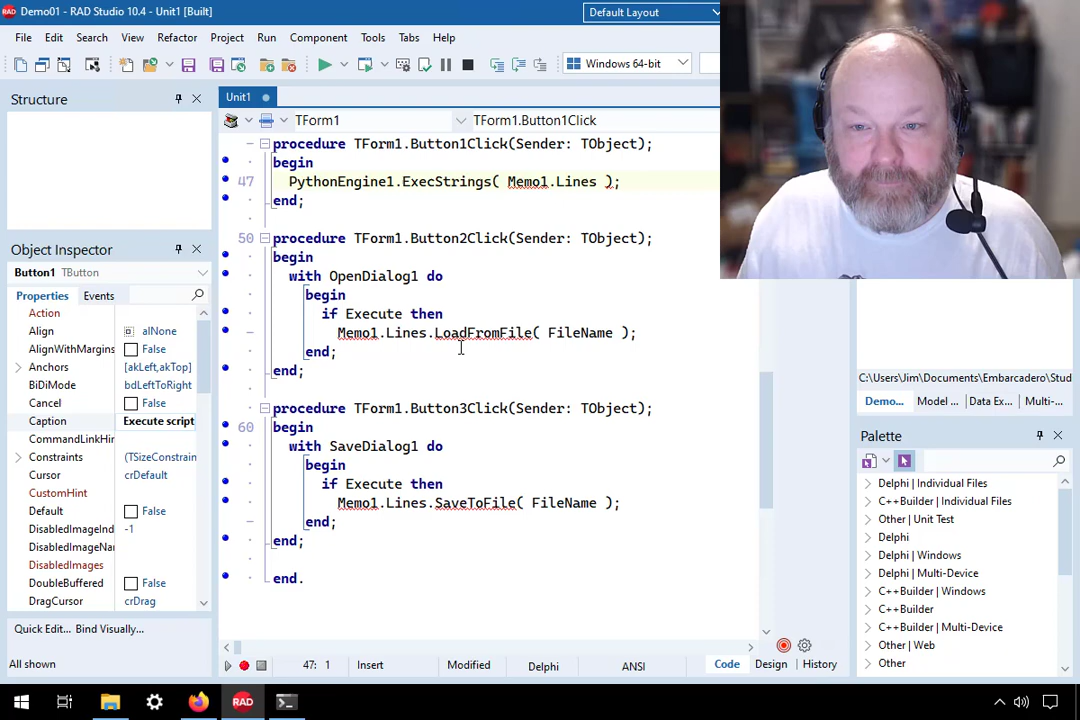 Demo01 - RAD Studio 10.4 - Unit1 [Built]
Default Layout
File Edit Search View Refactor Project Run Component Tools Tabs Help
Windows 64-bit
Structure
Unit1
TForm1
TForm1.Button1Click
procedure TForm1.Button1Click(Sender: TObject);
begin
47 PythonEngine1.ExecStrings( Memo1.Lines );
end;
50 procedure TForm1.Button2Click(Sender: TObject);
begin
with OpenDialog1 do
begin
if Execute then
Memo1.Lines.LoadFromFile( FileName );
end;
end;
procedure TForm1.Button3Click(Sender: TObject);
60 begin
with SaveDialog1 do
begin
if Execute then
Memo1.Lines.SaveToFile( FileName );
end;
end;
end.
Object Inspector
Button1 TButton
Properties Events
Action
Align alNone
AlignWithMargins False
Anchors [akLeft,akTop]
BiDiMode bdLeftToRight
Cancel False
Caption Execute script
CommandLinkHin
Constraints (TSizeConstrain
Cursor crDefault
CustomHint
Default False
DisabledImageInd -1
DisabledImageNam
DisabledImages
DoubleBuffered False
DragCursor crDrag
Quick Edit... Bind Visually...
All shown
47: 1 Insert Modified Delphi ANSI Code Design History
C:\Users\Jim\Documents\Embarcadero\Stud
Demo... Model ... Data Ex... Multi-...
Palette
Delphi | Individual Files
C++Builder | Individual Files
Other | Unit Test
Delphi
Delphi | Windows
Delphi | Multi-Device
C++Builder | Windows
C++Builder
C++Builder | Multi-Device
Other | Web
Other
RAD